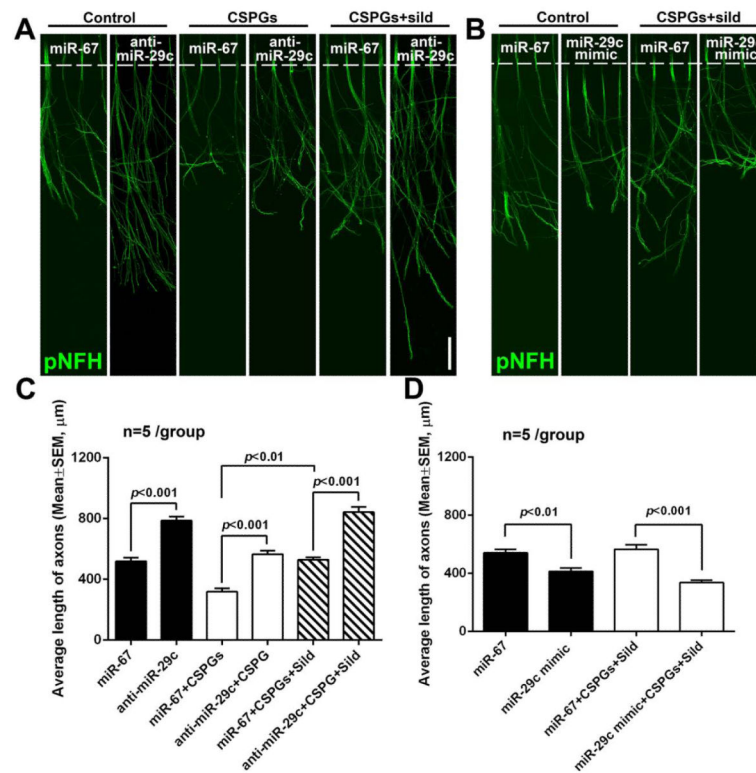 A
Control
CSPGs
CSPGs+sild
miR-67
anti-
miR-29c
miR-67
anti-
miR-29c
miR-67
anti-
miR-29c
pNFH
B
Control
CSPGs+sild
miR-67
miR-29c
mimic
miR-67
miR-29
mimic
pNFH
C
n=5 /group
Average length of axons (Mean±SEM, μm)
1200
800
400
0
p<0.001
p<0.001
p<0.01
p<0.001
miR-67
anti-miR-29c
miR-67+CSPGs
anti-miR-29c+CSPG
miR-67+CSPGs+Sild
anti-miR-29c+CSPG+Sild
D
n=5 /group
Average length of axons (Mean±SEM, μm)
1200
800
400
0
p<0.01
p<0.001
miR-67
miR-29c mimic
miR-67+CSPGs+Sild
miR-29c mimic+CSPGs+Sild